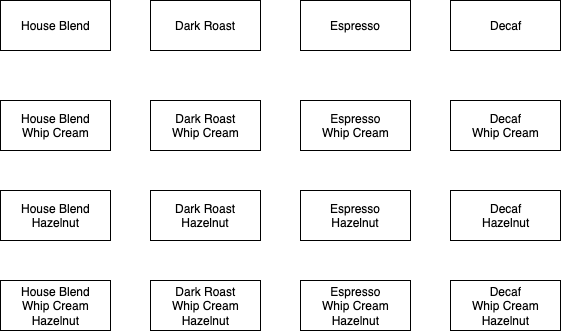 House Blend
Dark Roast
Espresso
Decaf
House Blend
Whip Cream
Dark Roast
Whip Cream
Espresso
Whip Cream
Decaf
Whip Cream
House Blend
Hazelnut
Dark Roast
Hazelnut
Espresso
Hazelnut
Decaf
Hazelnut
House Blend
Whip Cream
Hazelnut
Dark Roast
Whip Cream
Hazelnut
Espresso
Whip Cream
Hazelnut
Decaf
Whip Cream
Hazelnut